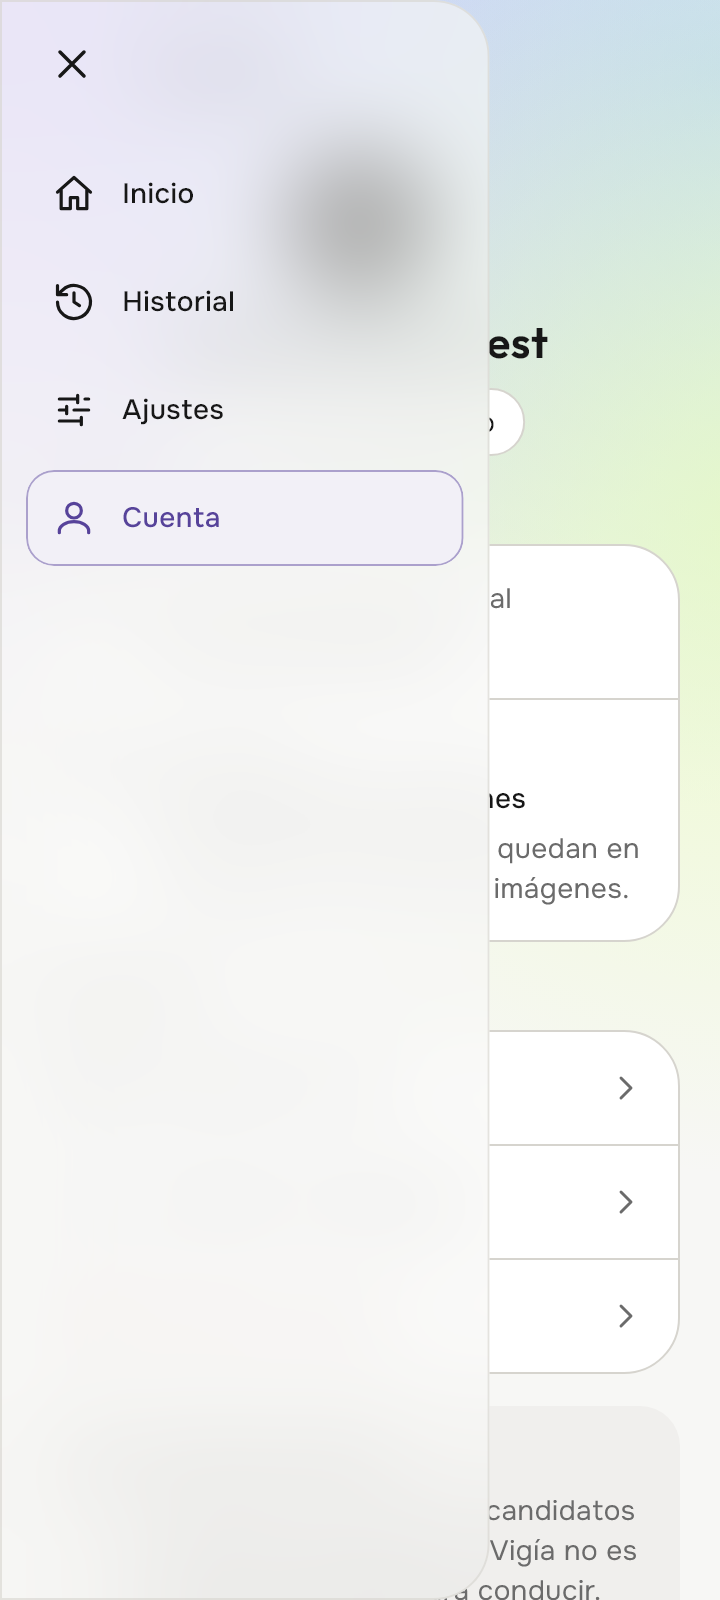 Inicio
Historial
est
Ajustes
Cuenta
al
nes
quedan en
imágenes.
candidatos
Vigía no es
conducir.